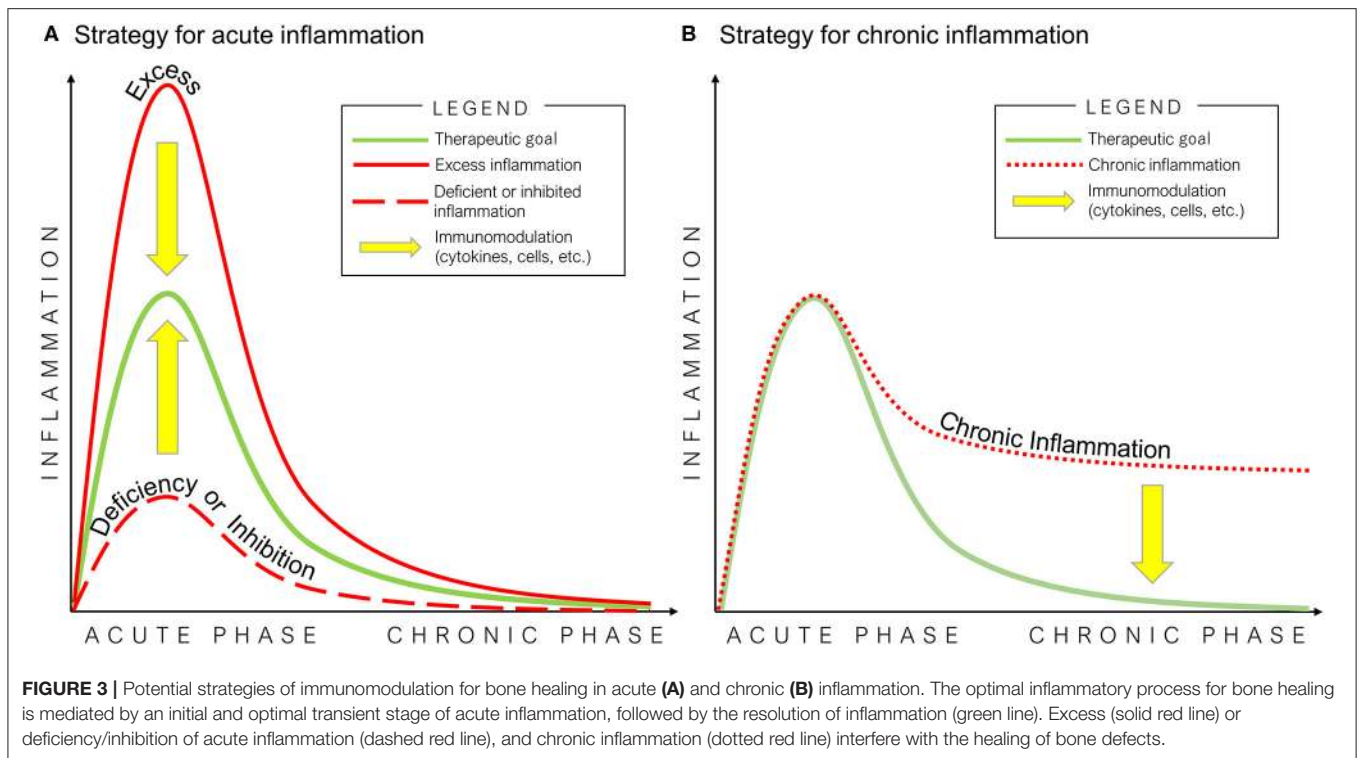 A Strategy for acute inflammation
Excess
LEGEND
Therapeutic goal
Excess inflammation
Deficient or inhibited
inflammation
Immunomodulation
(cytokines, cells, etc.)
Deficiency or Inhibition
INFLAMMATION
ACUTE PHASE CHRONIC PHASE
B Strategy for chronic inflammation
LEGEND
Therapeutic goal
Chronic inflammation
Immunomodulation
(cytokines, cells, etc.)
Chronic Inflammation
INFLAMMATION
ACUTE PHASE CHRONIC PHASE
FIGURE 3 | Potential strategies of immunomodulation for bone healing in acute (A) and chronic (B) inflammation. The optimal inflammatory process for bone healing
is mediated by an initial and optimal transient stage of acute inflammation, followed by the resolution of inflammation (green line). Excess (solid red line) or
deficiency/inhibition of acute inflammation (dashed red line), and chronic inflammation (dotted red line) interfere with the healing of bone defects.